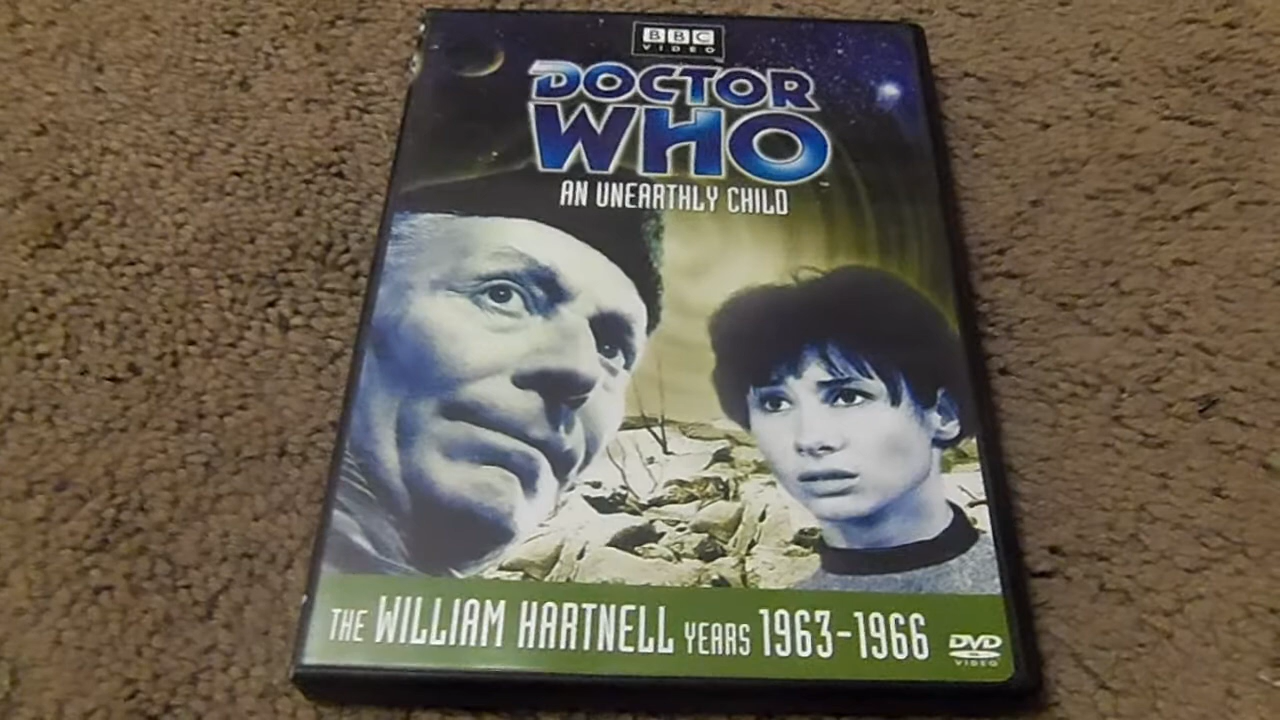 BBC
VIDEO
DOCTOR
WHO
AN UNEARTHLY CHILD
THE WILLIAM HARTNELL YEARS 1963-1966
DVD
VIDEO